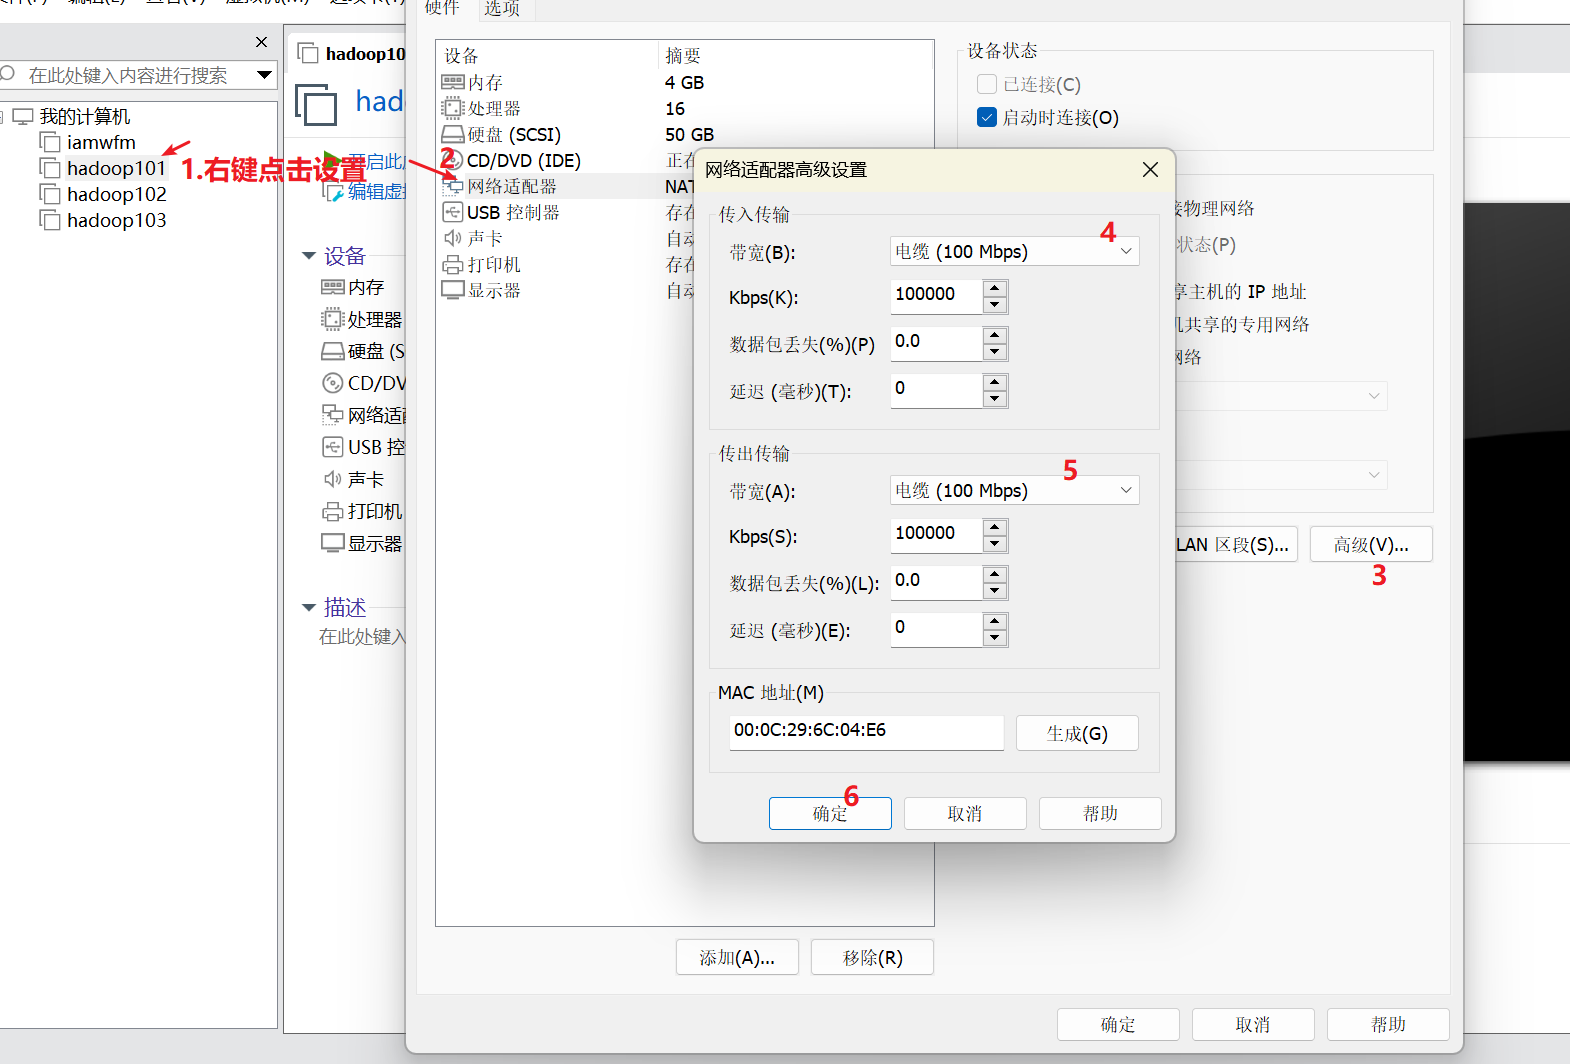 硬件
选项
在此处键入内容进行搜索
我的计算机
iamwfm
hadoop101
hadoop102
hadoop103
1.右键点击设置
hadoop10
had
开启此
编辑虚
设备
内存
处理器
硬盘 (S
CD/DV
网络适
USB 控
声卡
打印机
显示器
描述
在此处键入
设备
摘要
内存
4 GB
处理器
16
硬盘 (SCSI)
50 GB
2
CD/DVD (IDE)
正在
网络适配器
NAT
USB 控制器
存在
声卡
自动
打印机
存在
显示器
自动
添加(A)...
移除(R)
设备状态
已连接(C)
启动时连接(O)
接物理网络
状态(P)
享主机的 IP 地址
机共享的专用网络
网络
LAN 区段(S)...
高级(V)...
3
网络适配器高级设置
传入传输
4
带宽(B):
电缆 (100 Mbps)
Kbps(K):
100000
数据包丢失(%)(P)
0.0
延迟 (毫秒)(T):
0
传出传输
5
带宽(A):
电缆 (100 Mbps)
Kbps(S):
100000
数据包丢失(%)(L):
0.0
延迟 (毫秒)(E):
0
MAC 地址(M)
00:0C:29:6C:04:E6
生成(G)
6
确定
取消
帮助
确定
取消
帮助